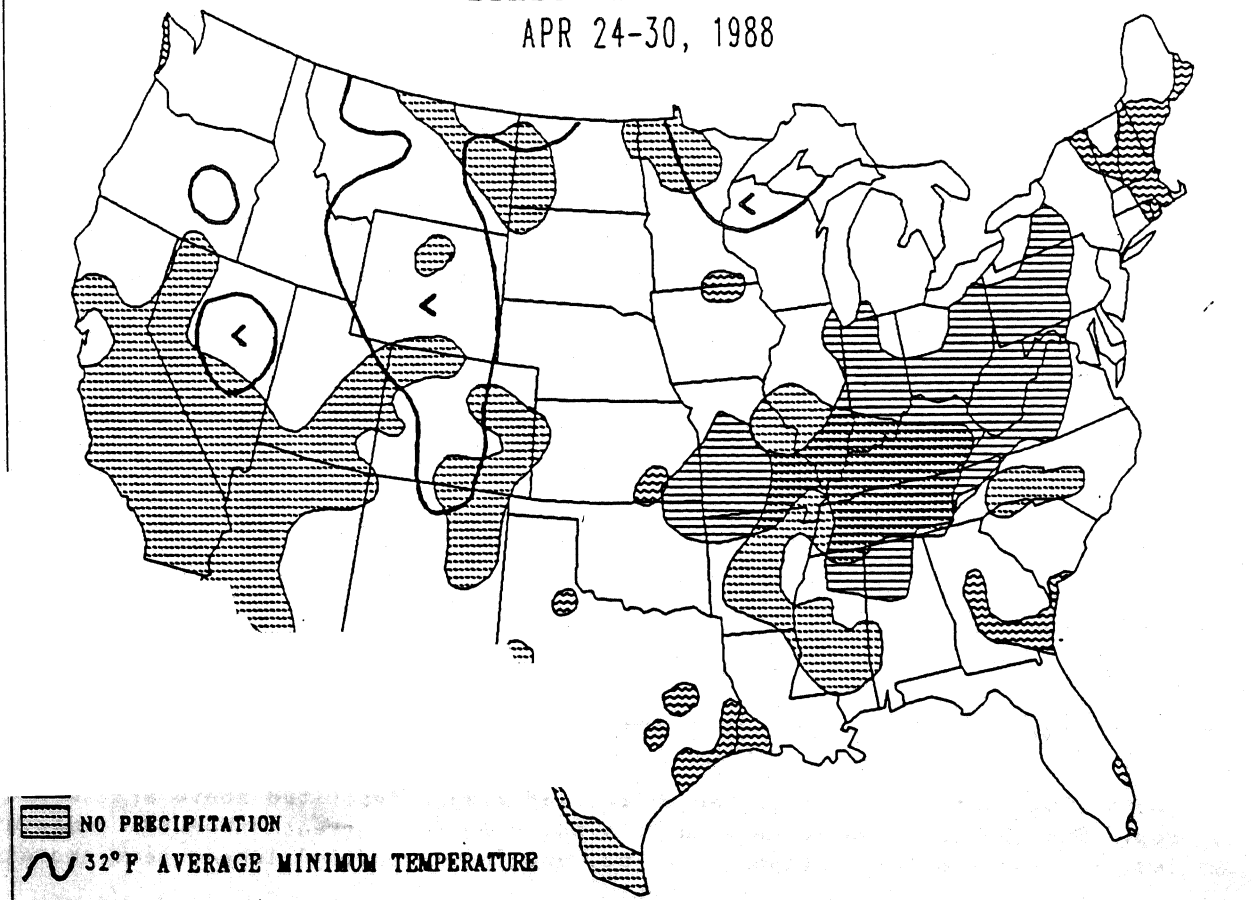 APR 24-30, 1988
<
<
<
NO PRECIPITATION
32°F AVERAGE MINIMUM TEMPERATURE